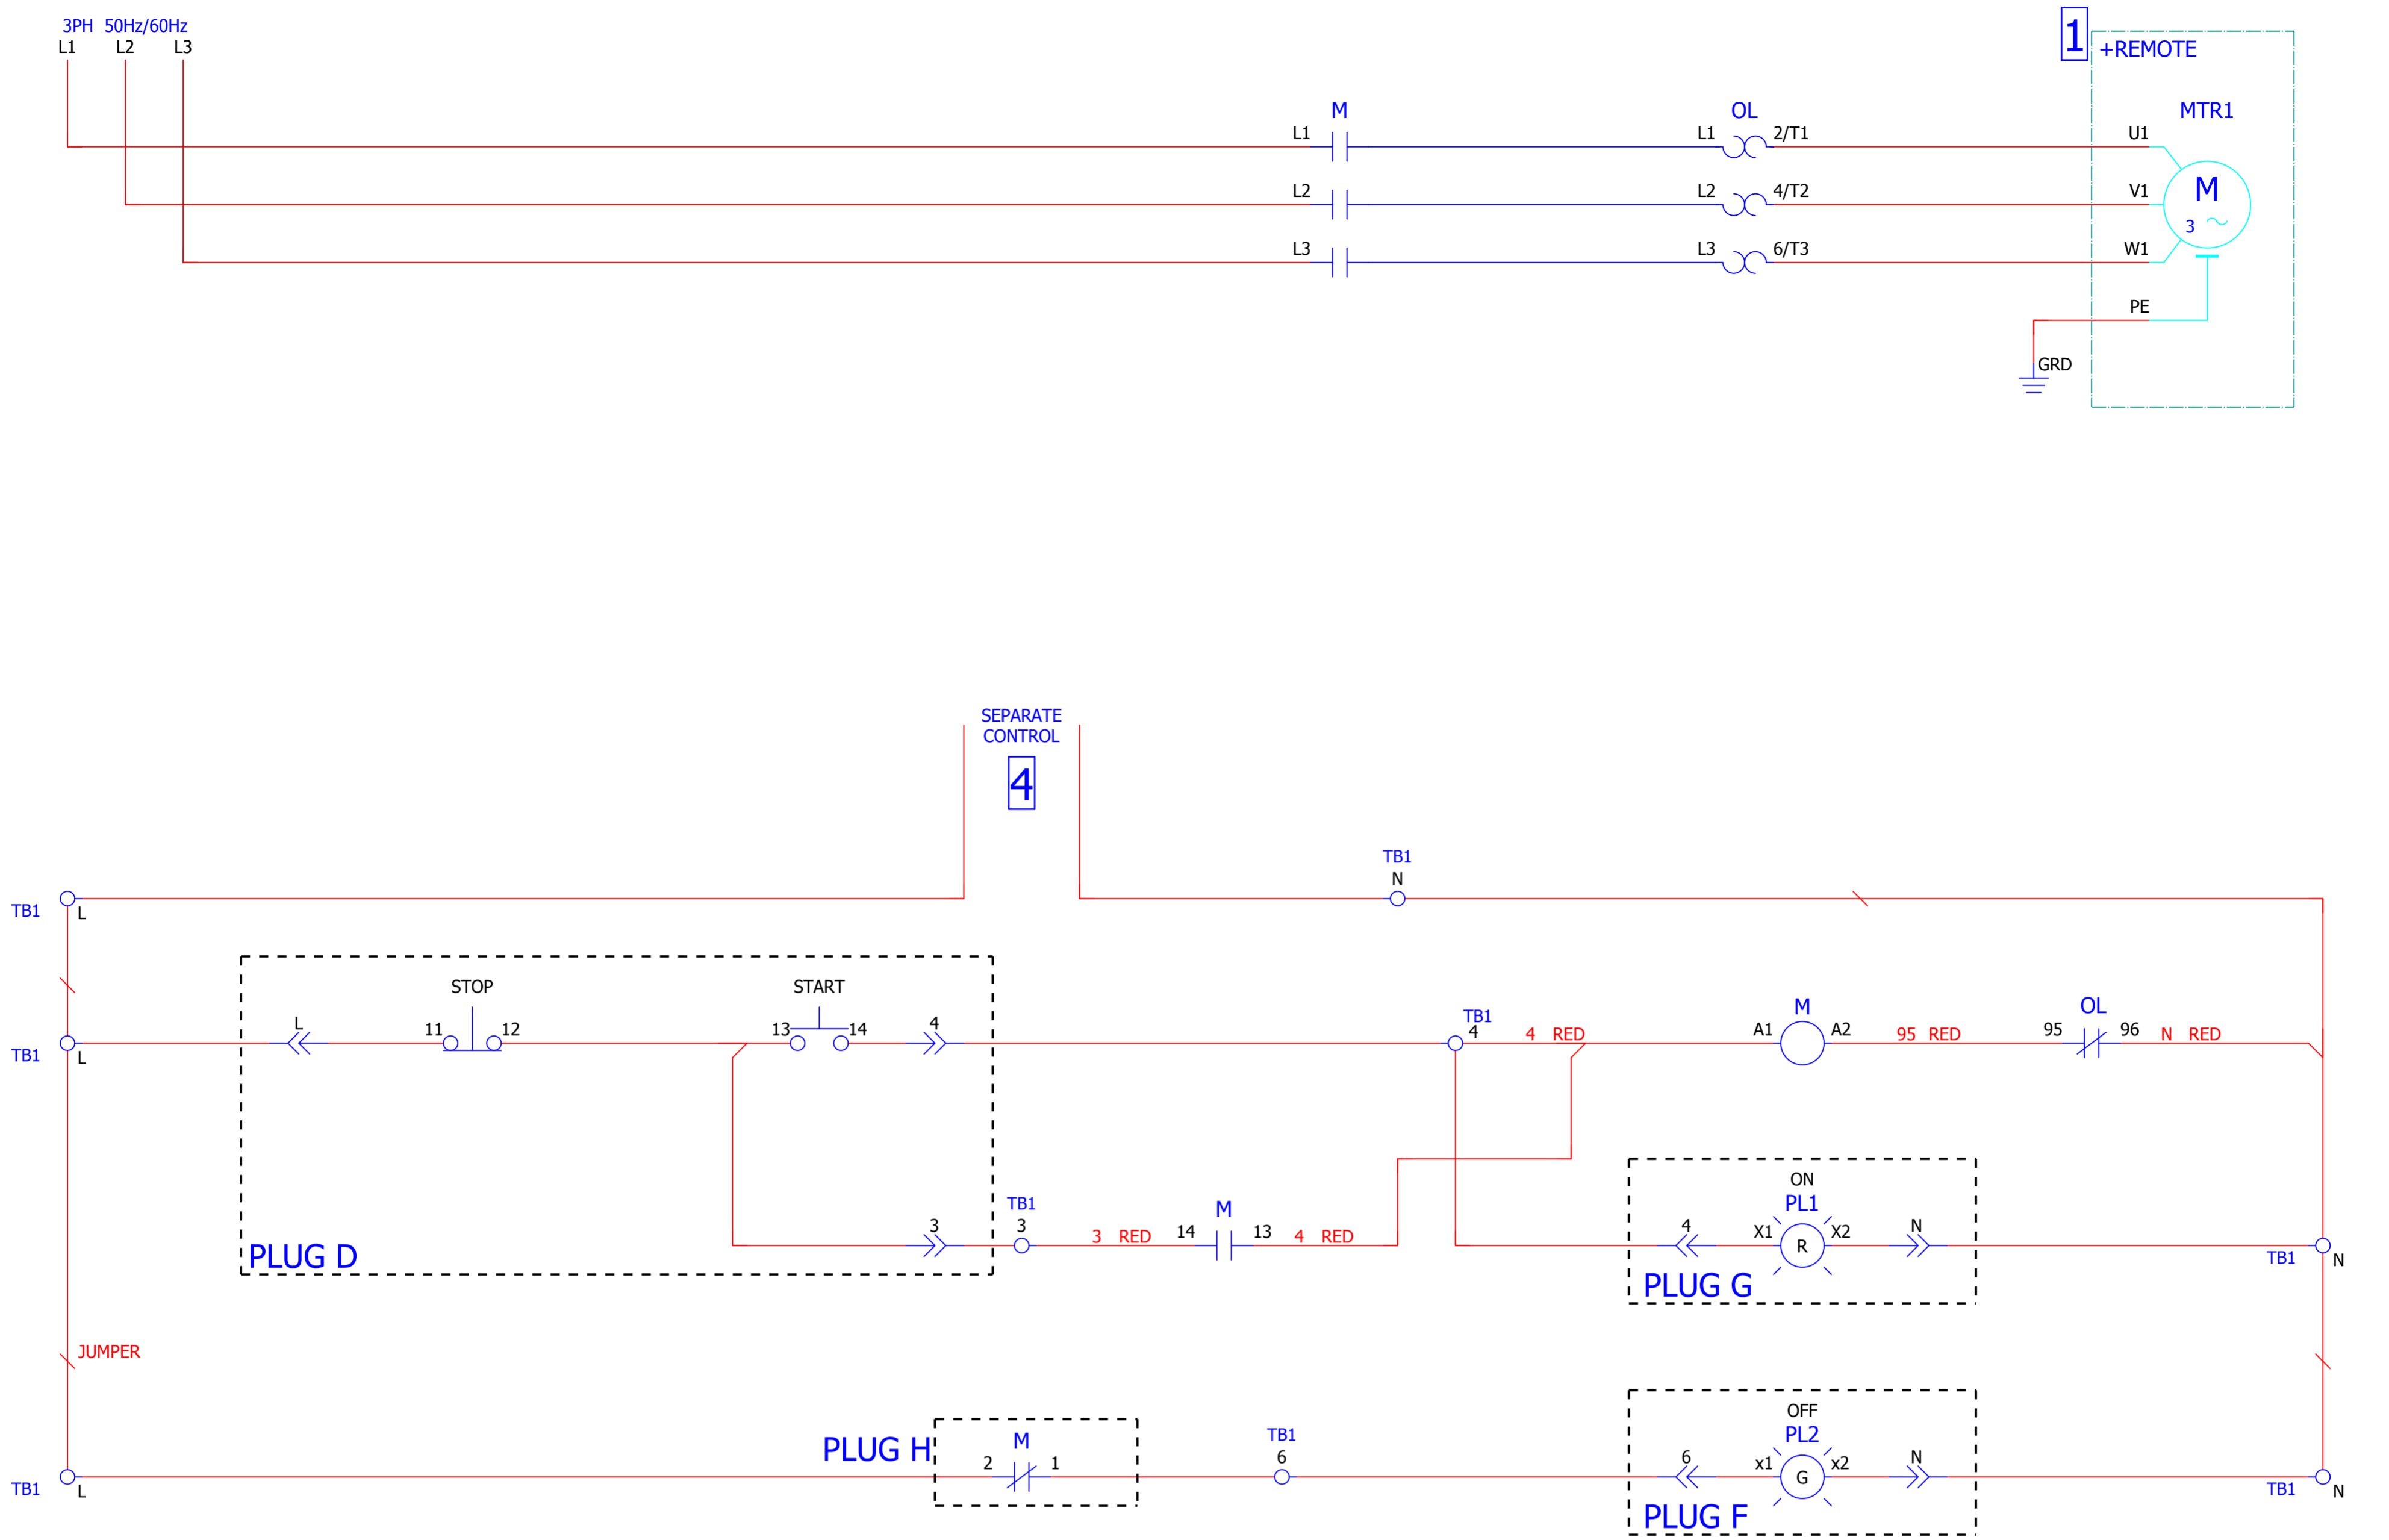 3PH 50Hz/60Hz
L1 L2 L3
1
+REMOTE
M OL MTR1
L1 L1 2/T1 U1
L2 L2 4/T2 V1
M
3
L3 L3 6/T3 W1
PE
GRD
SEPARATE
CONTROL
4
TB1
N
TB1 L
STOP START
L 11 12 13 14 4
TB1 L
TB1
4
4 RED
M
A1 A2
95 RED
OL
95 96
N RED
TB1
3 3
3 RED
M
14 13
4 RED
PLUG D
ON
PL1
4 X1 R X2 N
PLUG G
TB1 N
JUMPER
PLUG H
M
2 1
TB1
6
OFF
PL2
6 x1 G x2 N
PLUG F
TB1 L
TB1 N